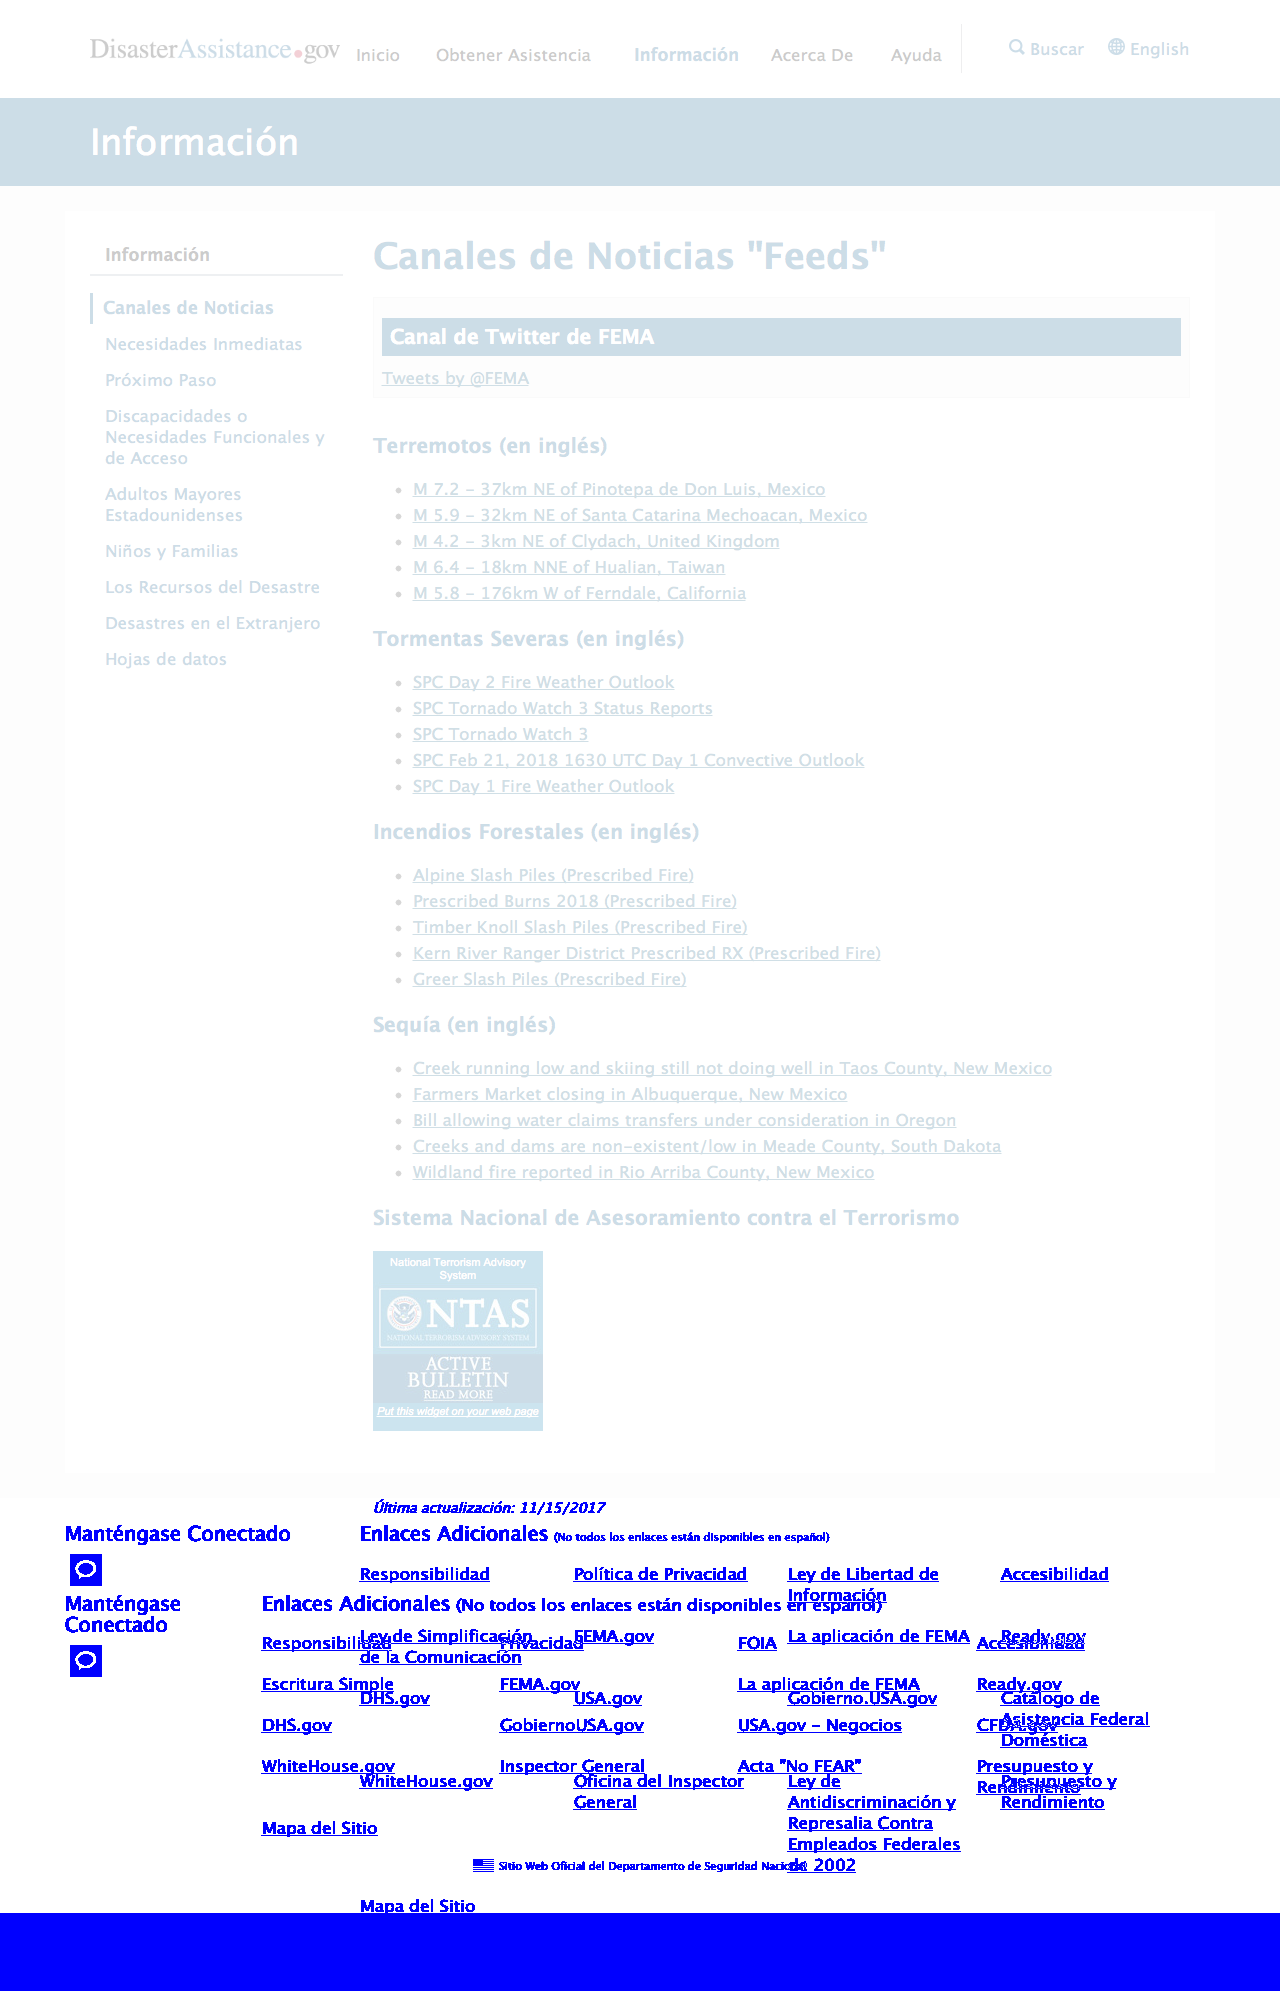 DisasterAssistance.gov
Inicio
Obtener Asistencia
Información
Acerca De
Ayuda
Buscar
English
Información
Información
Canales de Noticias
Necesidades Inmediatas
Próximo Paso
Discapacidades o
Necesidades Funcionales y
de Acceso
Adultos Mayores
Estadounidenses
Niños y Familias
Los Recursos del Desastre
Desastres en el Extranjero
Hojas de datos
Canales de Noticias "Feeds"
Canal de Twitter de FEMA
Tweets by @FEMA
Terremotos (en inglés)
M 7.2 - 37km NE of Pinotepa de Don Luis, Mexico
M 5.9 - 32km NE of Santa Catarina Mechoacan, Mexico
M 4.2 - 3km NE of Clydach, United Kingdom
M 6.4 - 18km NNE of Hualian, Taiwan
M 5.8 - 176km W of Ferndale, California
Tormentas Severas (en inglés)
SPC Day 2 Fire Weather Outlook
SPC Tornado Watch 3 Status Reports
SPC Tornado Watch 3
SPC Feb 21, 2018 1630 UTC Day 1 Convective Outlook
SPC Day 1 Fire Weather Outlook
Incendios Forestales (en inglés)
Alpine Slash Piles (Prescribed Fire)
Prescribed Burns 2018 (Prescribed Fire)
Timber Knoll Slash Piles (Prescribed Fire)
Kern River Ranger District Prescribed RX (Prescribed Fire)
Greer Slash Piles (Prescribed Fire)
Sequía (en inglés)
Creek running low and skiing still not doing well in Taos County, New Mexico
Farmers Market closing in Albuquerque, New Mexico
Bill allowing water claims transfers under consideration in Oregon
Creeks and dams are non-existent/low in Meade County, South Dakota
Wildland fire reported in Rio Arriba County, New Mexico
Sistema Nacional de Asesoramiento contra el Terrorismo
National Terrorism Advisory
System
NTAS
NATIONAL TERRORISM ADVISORY SYSTEM
ACTIVE
BULLETIN
READ MORE
Put this widget on your web page
Última actualización: 11/15/2017
Manténgase Conectado
Enlaces Adicionales (No todos los enlaces están disponibles en español)
Responsibilidad
Política de Privacidad
Ley de Libertad de
Información
Accesibilidad
Ley de Simplificación
de la Comunicación
FEMA.gov
La aplicación de FEMA
Ready.gov
DHS.gov
USA.gov
Gobierno.USA.gov
Catálogo de
Asistencia Federal
Doméstica
WhiteHouse.gov
Oficina del Inspector
General
Ley de
Antidiscriminación y
Represalia Contra
Empleados Federales
de 2002
Presupuesto y
Rendimiento
Mapa del Sitio
Manténgase
Conectado
Enlaces Adicionales (No todos los enlaces están disponibles en español)
Responsibilidad
Privacidad
FOIA
Accesibilidad
Escritura Simple
FEMA.gov
La aplicación de FEMA
Ready.gov
DHS.gov
GobiernoUSA.gov
USA.gov - Negocios
CFDA.gov
WhiteHouse.gov
Inspector General
Acta "No FEAR"
Presupuesto y
Rendimiento
Mapa del Sitio
Sitio Web Oficial del Departamento de Seguridad Nacional